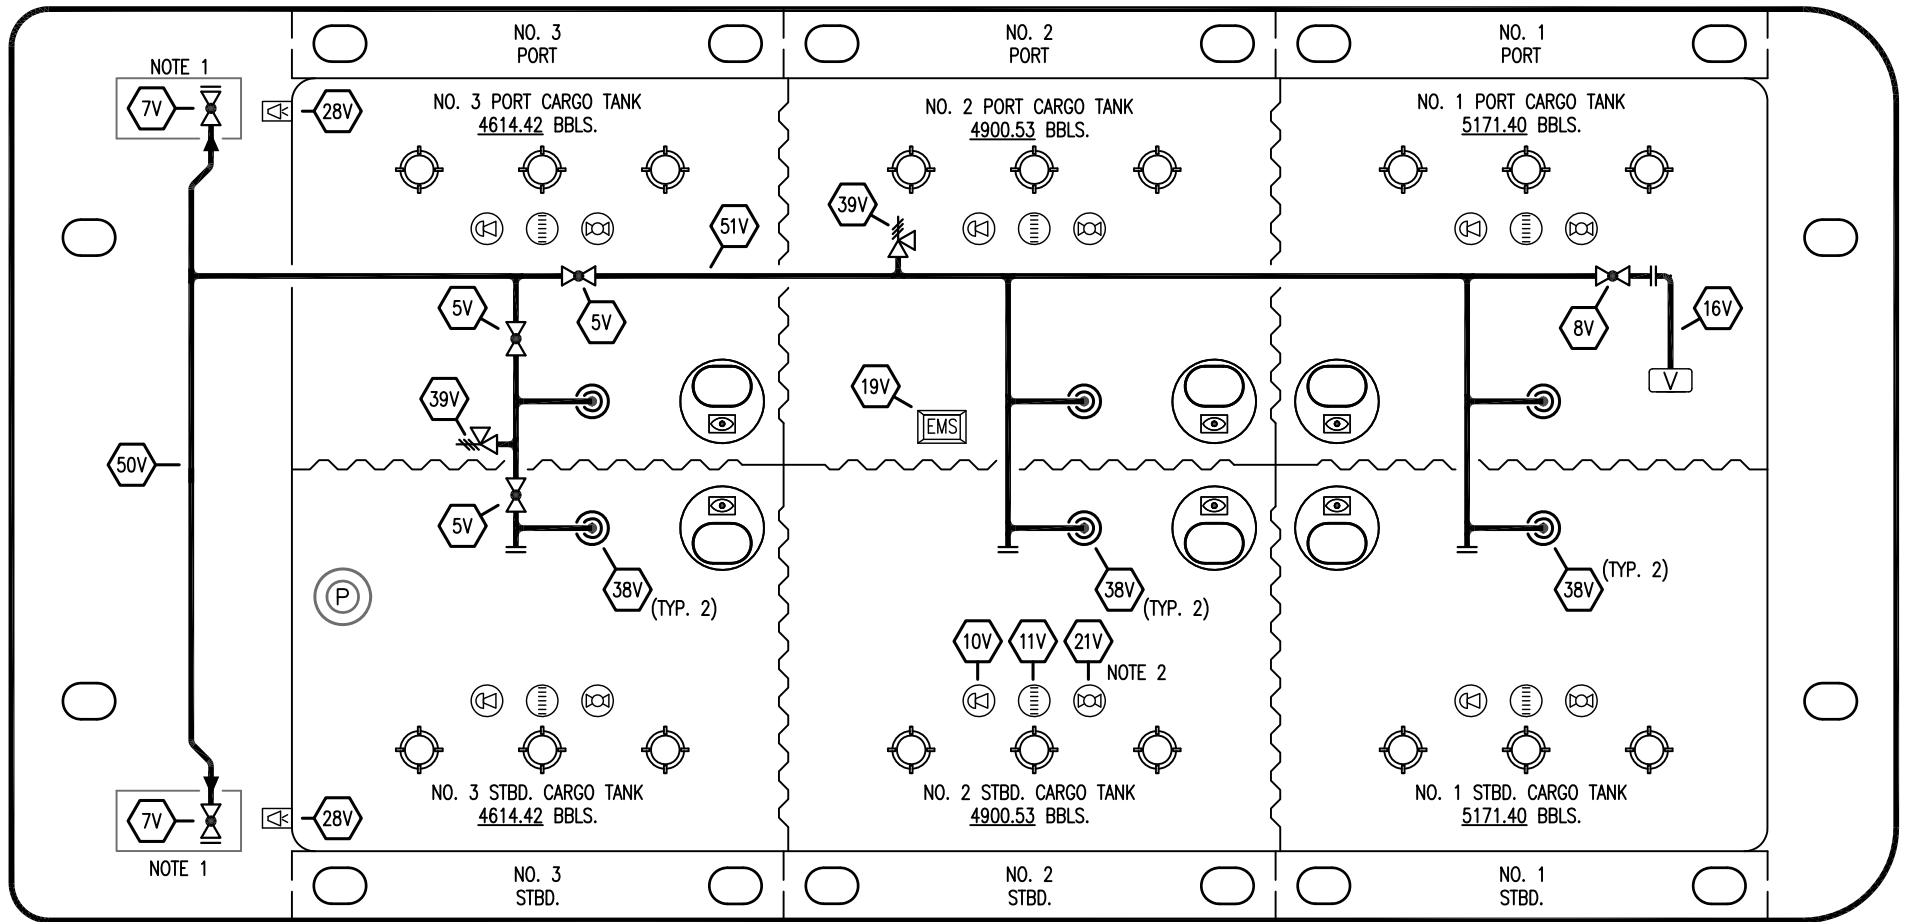 NO. 3
PORT
NO. 2
PORT
NO. 1
PORT
NOTE 1
7V
28V
NO. 3 PORT CARGO TANK
4614.42 BBLS.
NO. 2 PORT CARGO TANK
4900.53 BBLS.
NO. 1 PORT CARGO TANK
5171.40 BBLS.
39V
51V
5V
5V
8V
16V
V
39V
19V
EMS
50V
5V
P
38V
(TYP. 2)
38V
(TYP. 2)
38V
(TYP. 2)
10V
11V
21V
NOTE 2
NO. 3 STBD. CARGO TANK
4614.42 BBLS.
NO. 2 STBD. CARGO TANK
4900.53 BBLS.
NO. 1 STBD. CARGO TANK
5171.40 BBLS.
7V
28V
NOTE 1
NO. 3
STBD.
NO. 2
STBD.
NO. 1
STBD.